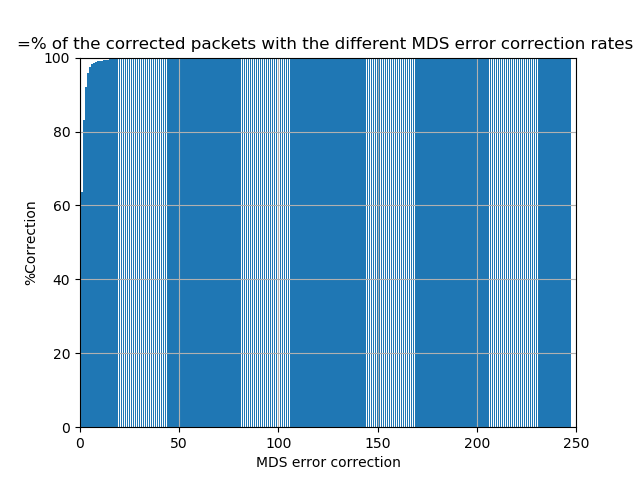 =% of the corrected packets with the different MDS error correction rates
100
80
60
40
20
0
%Correction
0 50 100 150 200 250
MDS error correction